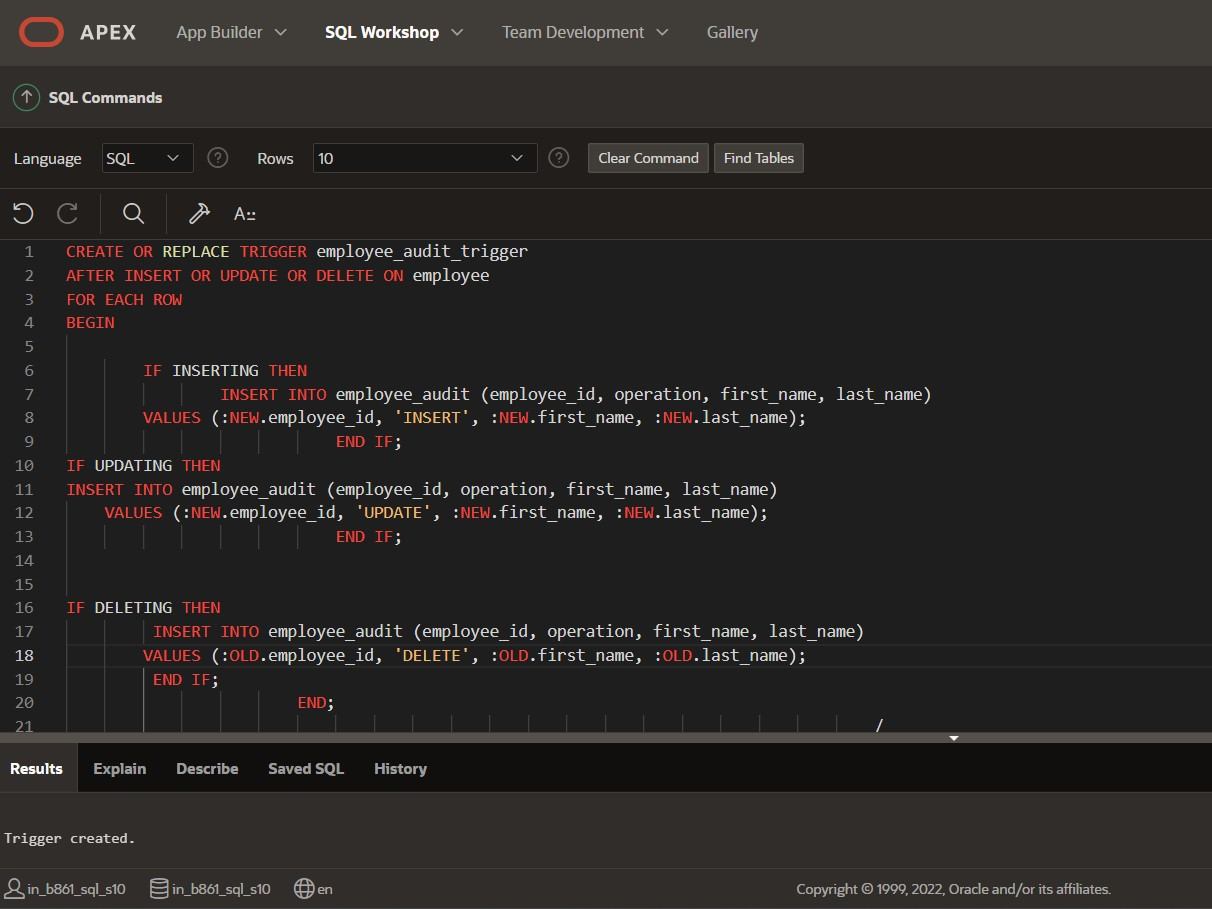 APEX App Builder SQL Workshop Team Development Gallery
SQL Commands
Language SQL ? Rows 10 ? Clear Command Find Tables
A::
1 CREATE OR REPLACE TRIGGER employee_audit_trigger
2 AFTER INSERT OR UPDATE OR DELETE ON employee
3 FOR EACH ROW
4 BEGIN
5
6 IF INSERTING THEN
7 INSERT INTO employee_audit (employee_id, operation, first_name, last_name)
8 VALUES (:NEW.employee_id, 'INSERT', :NEW.first_name, :NEW.last_name);
9 END IF;
10 IF UPDATING THEN
11 INSERT INTO employee_audit (employee_id, operation, first_name, last_name)
12 VALUES (:NEW.employee_id, 'UPDATE', :NEW.first_name, :NEW.last_name);
13 END IF;
14
15
16 IF DELETING THEN
17 INSERT INTO employee_audit (employee_id, operation, first_name, last_name)
18 VALUES (:OLD.employee_id, 'DELETE', :OLD.first_name, :OLD.last_name);
19 END IF;
20 END;
21 /
Results Explain Describe Saved SQL History
Trigger created.
in_b861_sql_s10 in_b861_sql_s10 en Copyright © 1999, 2022, Oracle and/or its affiliates.